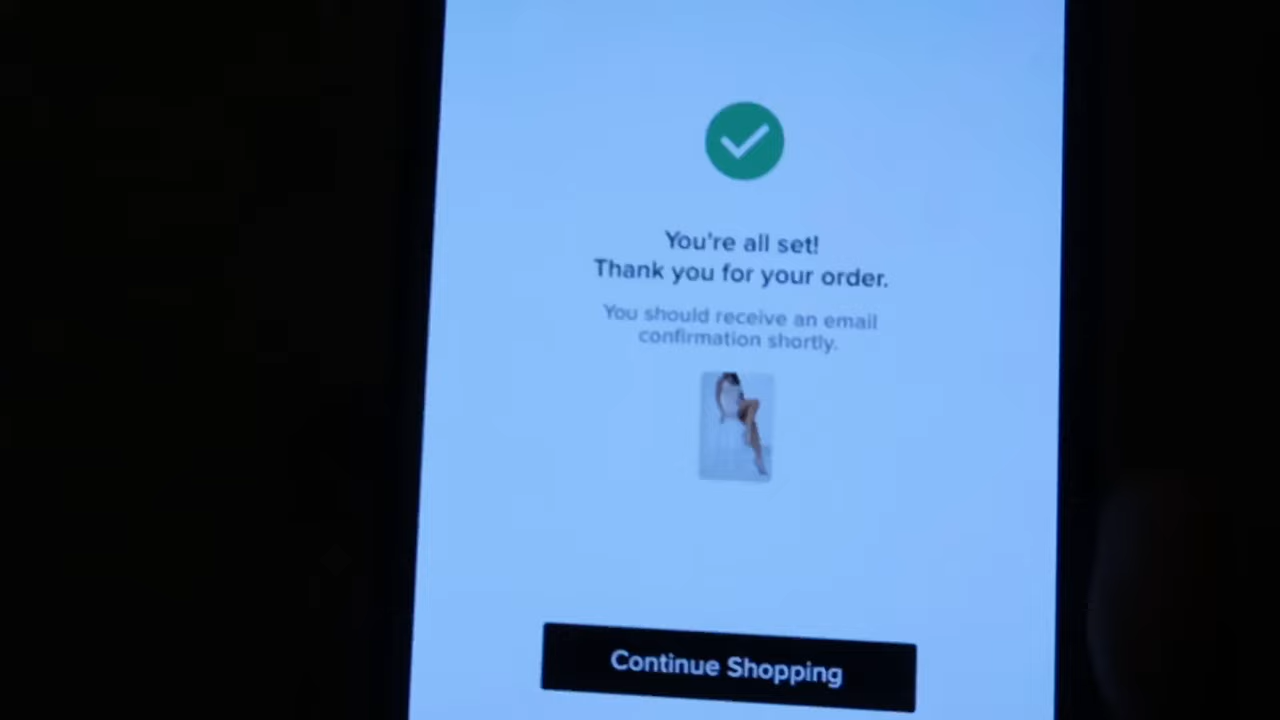 You're all set!
Thank you for your order.
You should receive an email
confirmation shortly.
Continue Shopping